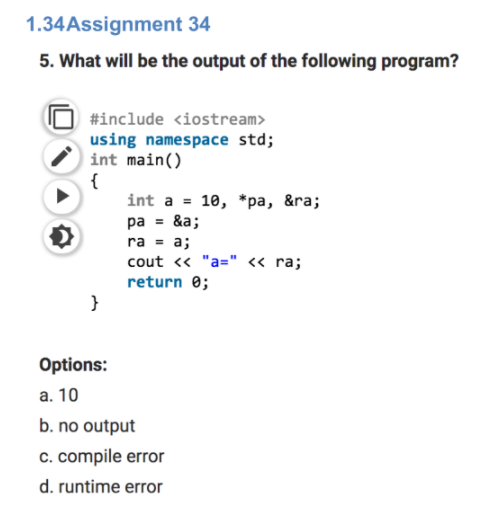 1.34Assignment 34
5. What will be the output of the following program?
#include <iostream>
using namespace std;
int main()
{
int a = 10, *pa, &ra;
pa = &a;
ra = a;
cout << "a=" << ra;
return 0;
}
Options:
a. 10
b. no output
c. compile error
d. runtime error